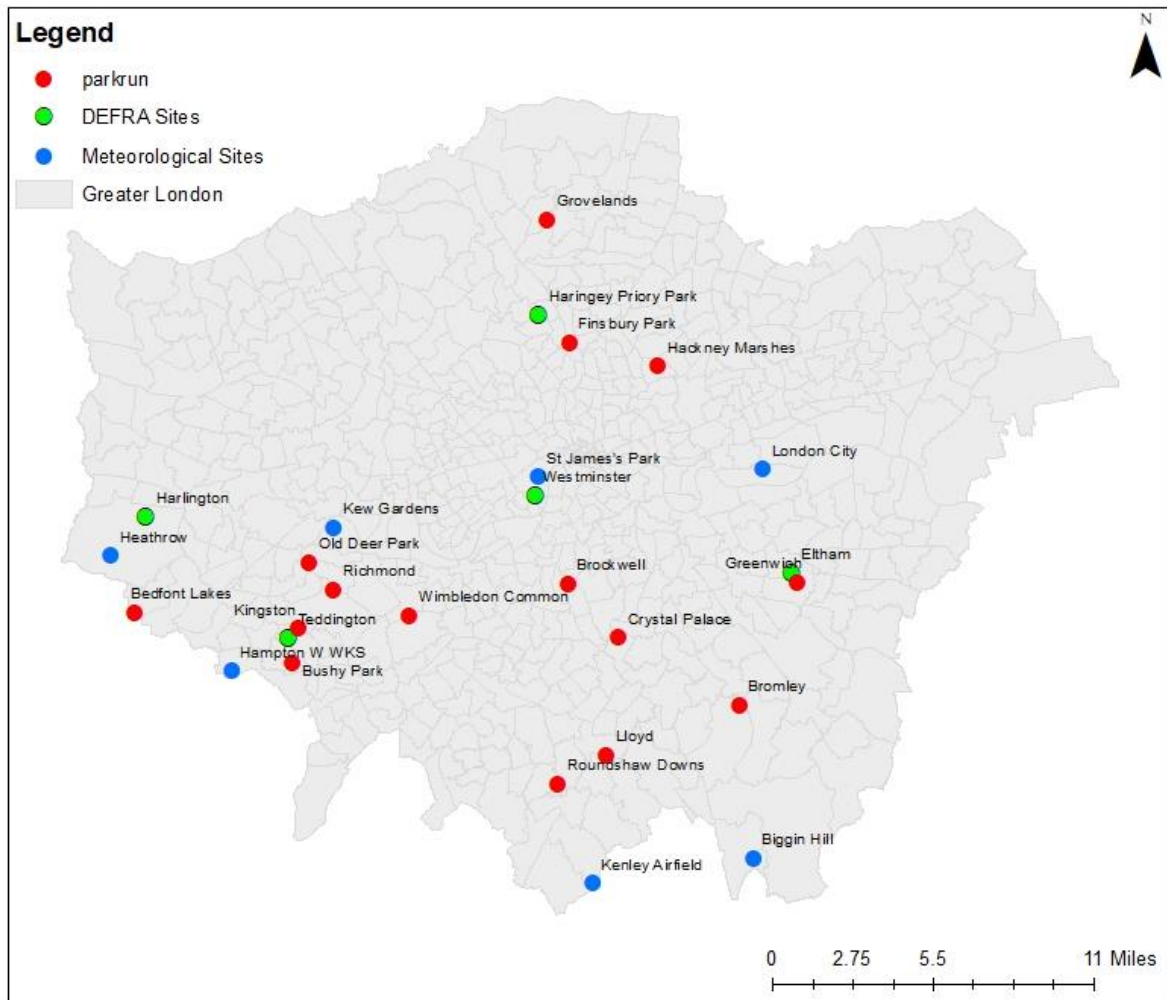 N
Legend
parkrun
DEFRA Sites
Meteorological Sites
Greater London
Grovelands
Haringey Priory Park
Finsbury Park
Hackney Marshes
St James's Park
London City
Westminster
Harlington
Kew Gardens
Heathrow
Old Deer Park
Eltham
Greenwich
Brockwell
Richmond
Bedfont Lakes
Wimbledon Common
Kingston
Teddington
Crystal Palace
Hampton W WKS
Bushy Park
Bromley
Lloyd
Roundshaw Downs
Biggin Hill
Kenley Airfield
0 2.75 5.5 11 Miles